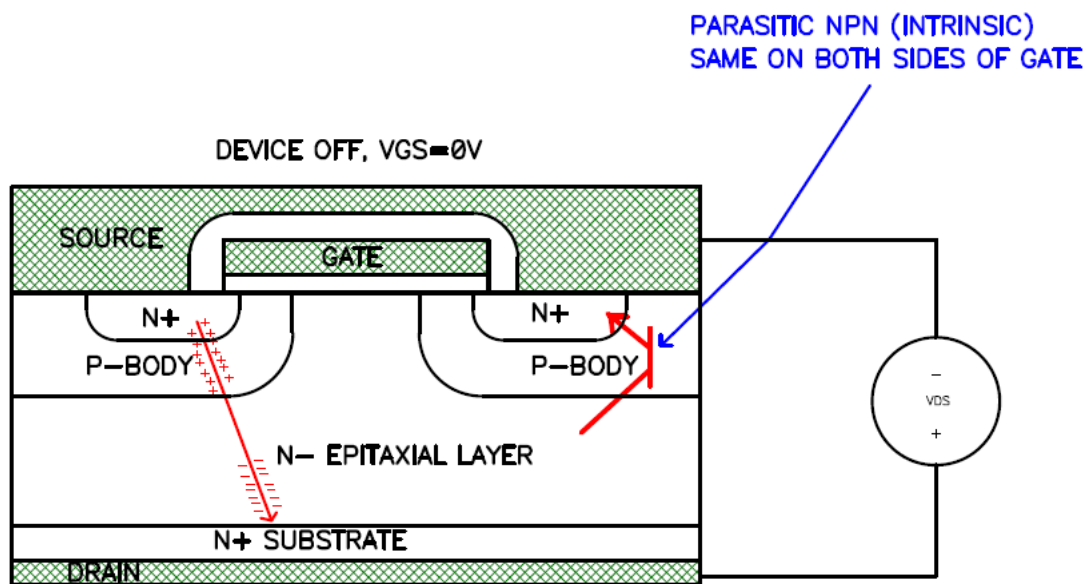 PARASITIC NPN (INTRINSIC)
SAME ON BOTH SIDES OF GATE
DEVICE OFF, VGS=0V
SOURCE
GATE
N+
N+
P-BODY
P-BODY
-
VDS
+
N- EPITAXIAL LAYER
N+ SUBSTRATE
DRAIN